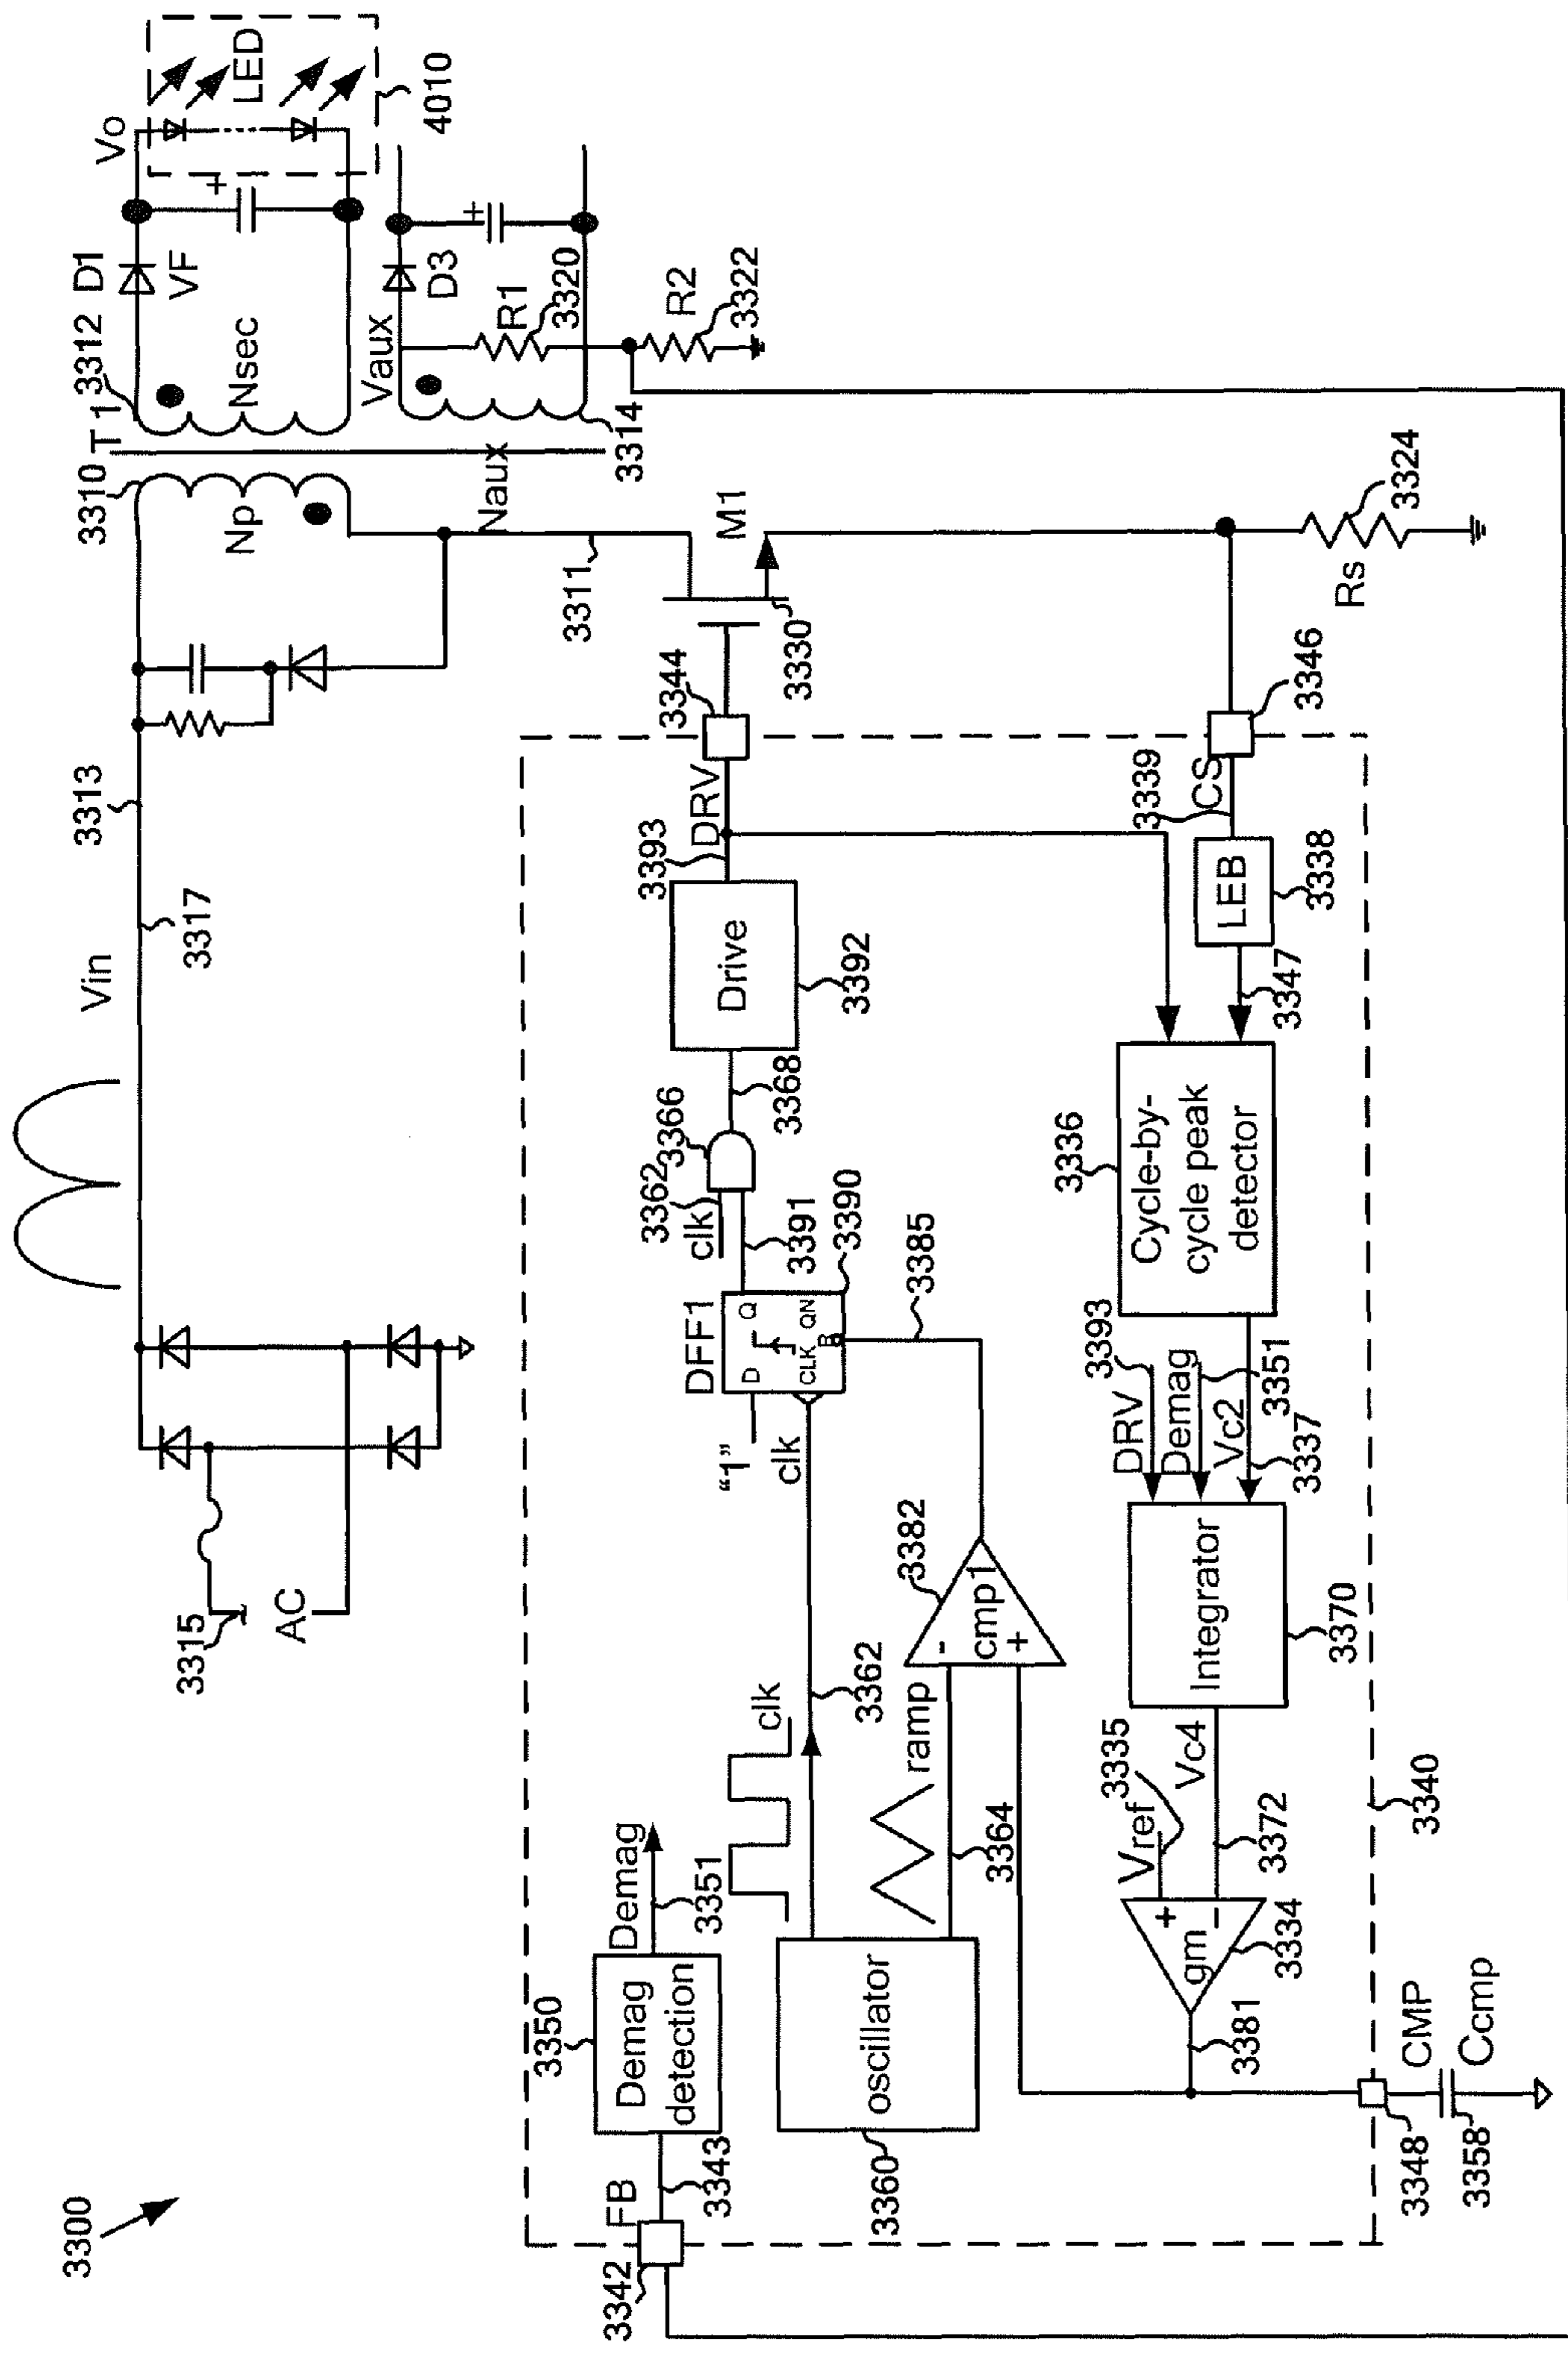 3300
Vin
3317
3313
3315
AC
3310
T1
3312
D1
VF
Vo
LED
4010
Np
Nsec
Naux
Vaux
D3
R1
3320
R2
3322
3314
3311
M1
3330
3344
3324
Rs
3346
3342
FB
3343
3350
Demag
detection
Demag
3351
clk
3362
oscillator
3360
ramp
3364
cmp1
-
+
3382
"1"
clk
DFF1
D
Q
CLK
QN
R
3390
3385
3391
clk
3362
3366
3368
Drive
3392
3393
DRV
CS
3339
LEB
3338
3347
Cycle-by-
cycle peak
detector
3336
DRV
3393
Demag
3351
Vc2
3337
Integrator
3370
Vc4
3372
Vref
3335
+
-
gm
3334
3381
3340
CMP
3348
Ccmp
3358
+
+